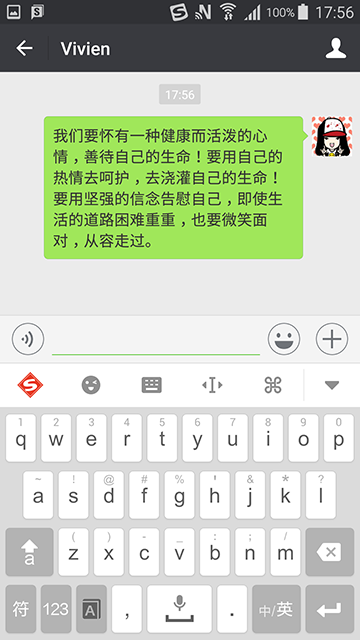 100% 17:56
Vivien
17:56
我们要怀有一种健康而活泼的心
情，善待自己的生命！要用自己的
热情去呵护，去浇灌自己的生命！
要用坚强的信念告慰自己，即使生
活的道路困难重重，也要微笑面
对，从容走过。
1 2 3 4 5 6 7 8 9 0
q w e r t y u i o p
~ ! @ # % ' & * ?
a s d f g h j k l
( ) - _ : ; /
z x c v b n m
a
符 123 A , . 中/英